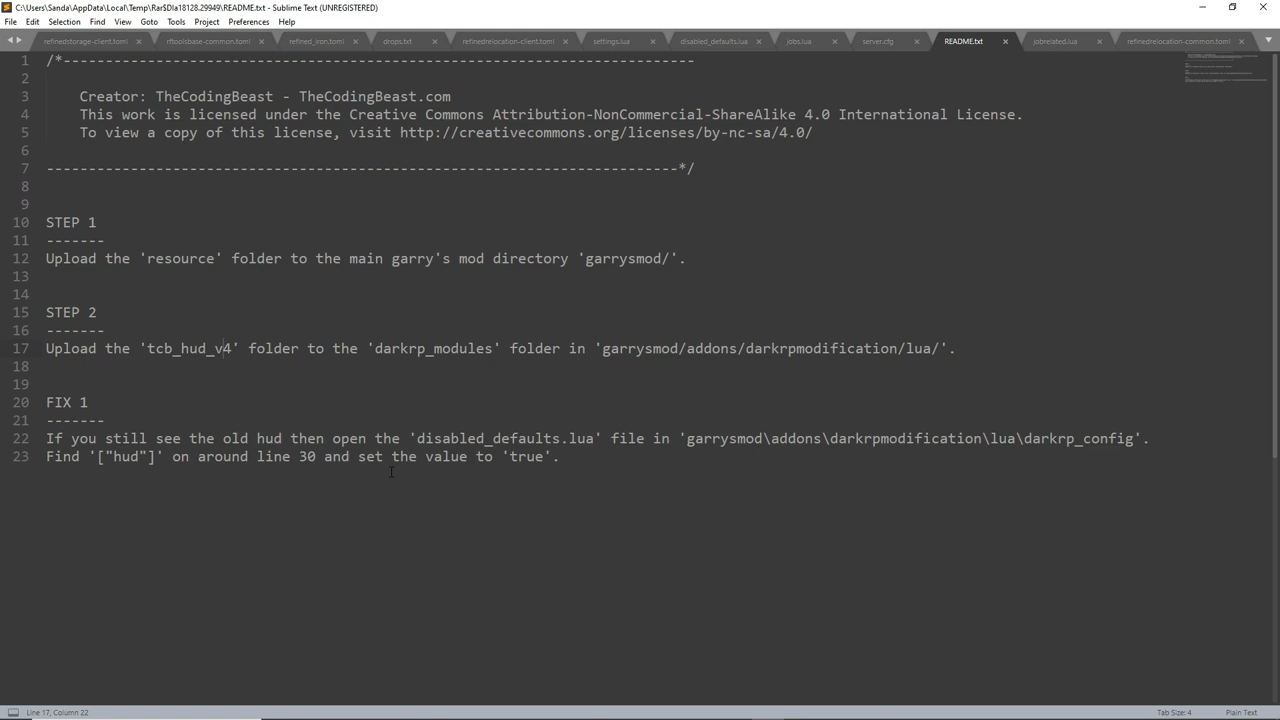 C:\Users\Sanda\AppData\Local\Temp\Rar$DIa18128.29949\README.txt - Sublime Text (UNREGISTERED)
File Edit Selection Find View Goto Tools Project Preferences Help
refinedstorage-client.toml rftoolsbase-common.toml refined_iron.toml drops.txt refinedrelocation-client.toml settings.lua disabled_defaults.lua jobs.lua server.cfg README.txt jobrelated.lua refinedrelocation-common.toml
1 /*---------------------------------------------------------------------------
2
3 Creator: TheCodingBeast - TheCodingBeast.com
4 This work is licensed under the Creative Commons Attribution-NonCommercial-ShareAlike 4.0 International License.
5 To view a copy of this license, visit http://creativecommons.org/licenses/by-nc-sa/4.0/
6
7 ---------------------------------------------------------------------------*/
8
9
10 STEP 1
11 -------
12 Upload the 'resource' folder to the main garry's mod directory 'garrysmod/'.
13
14
15 STEP 2
16 -------
17 Upload the 'tcb_hud_v4' folder to the 'darkrp_modules' folder in 'garrysmod/addons/darkrpmodification/lua/'.
18
19
20 FIX 1
21 -------
22 If you still see the old hud then open the 'disabled_defaults.lua' file in 'garrysmod\addons\darkrpmodification\lua\darkrp_config'.
23 Find '["hud"]' on around line 30 and set the value to 'true'.
Line 17, Column 22 Tab Size: 4 Plain Text